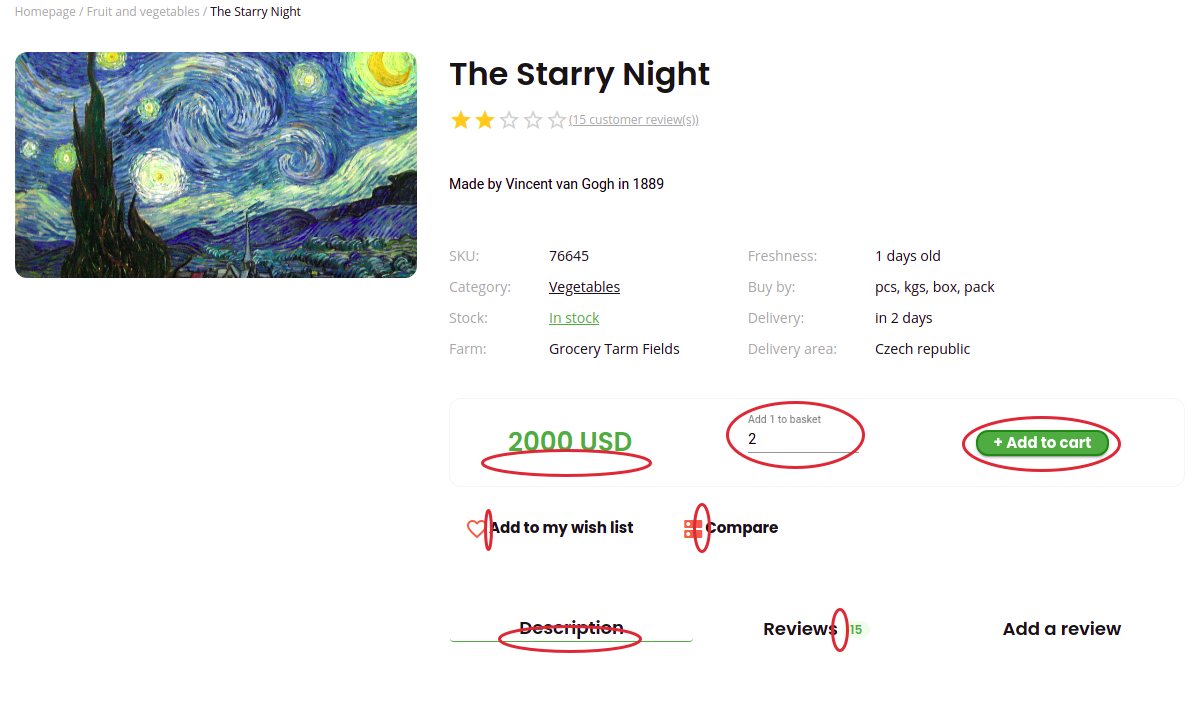 Homepage / Fruit and vegetables / The Starry Night
The Starry Night
(15 customer review(s))
Made by Vincent van Gogh in 1889
SKU: 76645 Freshness: 1 days old
Category: Vegetables Buy by: pcs, kgs, box, pack
Stock: In stock Delivery: in 2 days
Farm: Grocery Tarm Fields Delivery area: Czech republic
Add 1 to basket
2000 USD 2 + Add to cart
Add to my wish list Compare
Description Reviews 15 Add a review